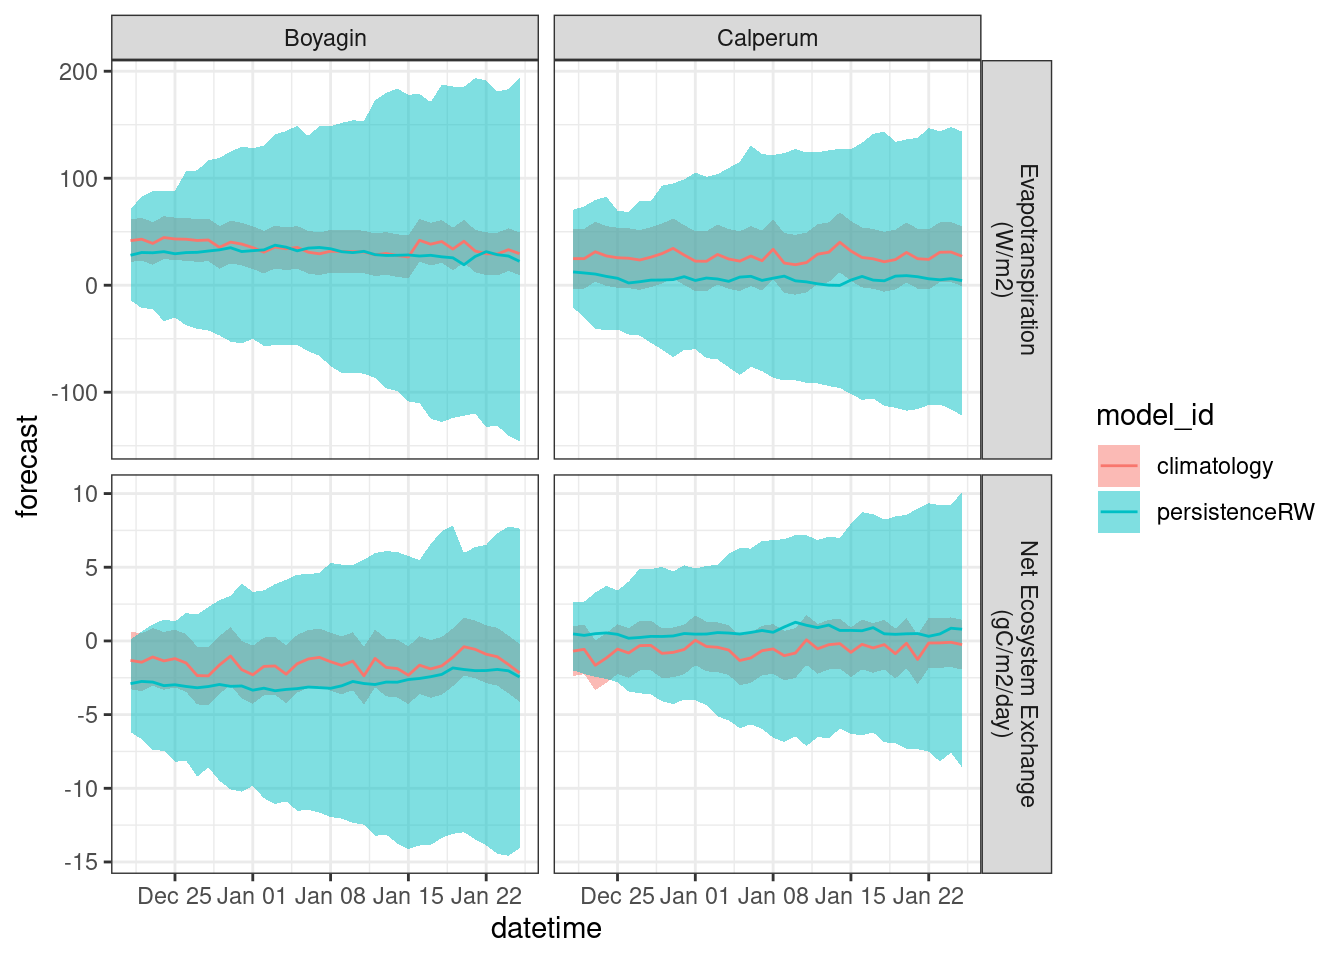 Boyagin
Calperum
200
100
0
-100
Evapotranspiration
(W/m2)
10
5
0
-5
-10
-15
Net Ecosystem Exchange
(gC/m2/day)
Dec 25 Jan 01 Jan 08 Jan 15 Jan 22
Dec 25 Jan 01 Jan 08 Jan 15 Jan 22
datetime
forecast
model_id
climatology
persistenceRW